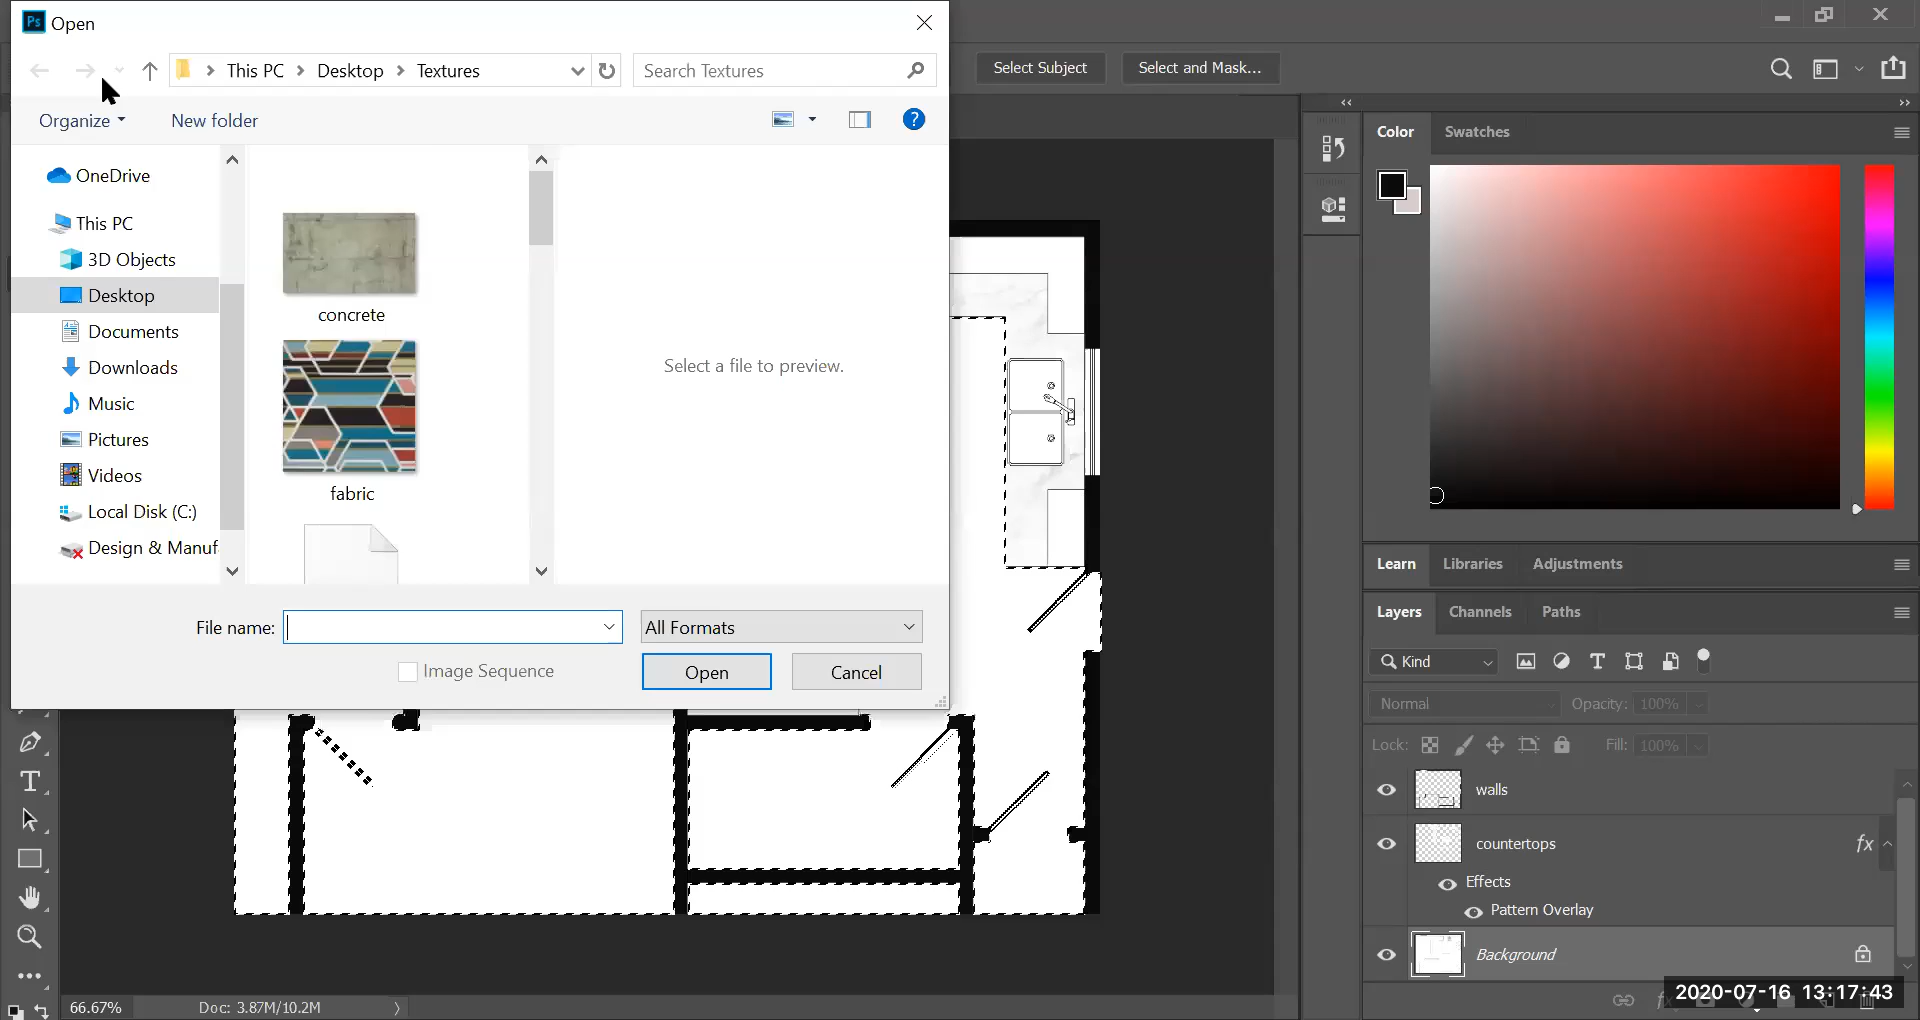 Ps Open
This PC Desktop Textures
Search Textures
Select Subject
Select and Mask...
Organize
New folder
?
OneDrive
This PC
3D Objects
Desktop
Documents
Downloads
Music
Pictures
Videos
Local Disk (C:)
Design & Manuf
concrete
fabric
Select a file to preview.
File name:
All Formats
Image Sequence
Open
Cancel
Color
Swatches
Learn
Libraries
Adjustments
Layers
Channels
Paths
Kind
Normal
Opacity: 100%
Lock:
Fill: 100%
walls
countertops
fx
Effects
Pattern Overlay
Background
66.67%
Doc: 3.87M/10.2M
2020-07-16 13:17:43